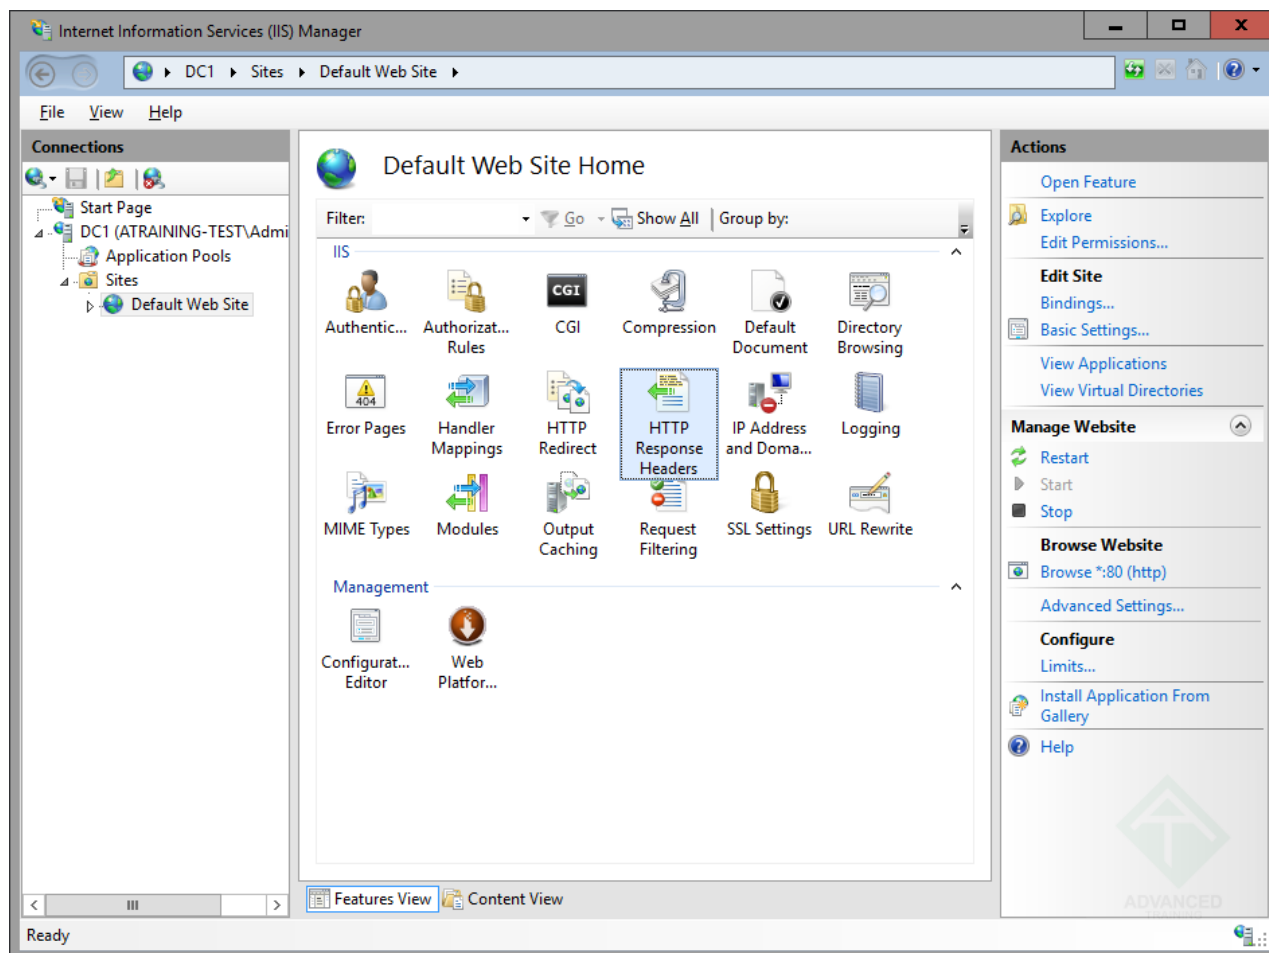 Internet Information Services (IIS) Manager
DC1 Sites Default Web Site
File View Help
Connections
Start Page
DC1 (ATRAINING-TEST\Admi
Application Pools
Sites
Default Web Site
Default Web Site Home
Filter: Go Show All Group by:
IIS
Authentic... Authorizat... CGI Compression Default Directory
Rules Document Browsing
404
Error Pages Handler HTTP HTTP IP Address Logging
Mappings Redirect Response and Doma...
Headers
MIME Types Modules Output Request SSL Settings URL Rewrite
Caching Filtering
Management
Configurat... Web
Editor Platfor...
Features View Content View
Actions
Open Feature
Explore
Edit Permissions...
Edit Site
Bindings...
Basic Settings...
View Applications
View Virtual Directories
Manage Website
Restart
Start
Stop
Browse Website
Browse *:80 (http)
Advanced Settings...
Configure
Limits...
Install Application From
Gallery
Help
ADVANCED
TRAINING
Ready